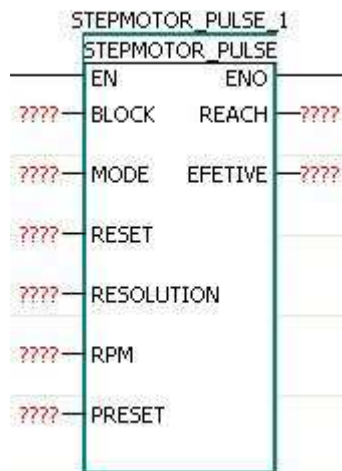 STEPMOTOR_PULSE_1
STEPMOTOR_PULSE
EN ENO
???? BLOCK REACH ????
???? MODE EFETIVE ????
???? RESET
???? RESOLUTION
???? RPM
???? PRESET